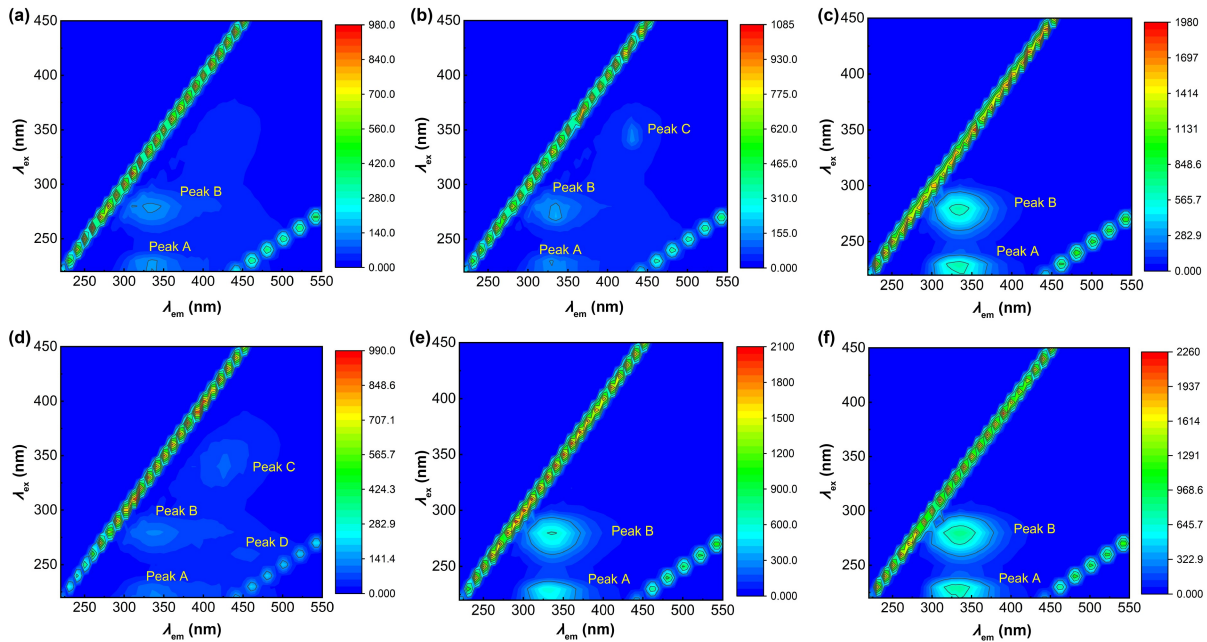 (a)
450
400
350
300
250
λex (nm)
250 300 350 400 450 500 550
λem (nm)
Peak B
Peak A
980.0
840.0
700.0
560.0
420.0
280.0
140.0
0.000
(b)
450
400
350
300
250
λex (nm)
250 300 350 400 450 500 550
λem (nm)
Peak C
Peak B
Peak A
1085
930.0
775.0
620.0
465.0
310.0
155.0
0.000
(c)
450
400
350
300
250
λex (nm)
250 300 350 400 450 500 550
λem (nm)
Peak B
Peak A
1980
1697
1414
1131
848.6
565.7
282.9
0.000
(d)
450
400
350
300
250
λex (nm)
250 300 350 400 450 500 550
λem (nm)
Peak C
Peak B
Peak D
Peak A
990.0
848.6
707.1
565.7
424.3
282.9
141.4
0.000
(e)
450
400
350
300
250
λex (nm)
250 300 350 400 450 500 550
λem (nm)
Peak B
Peak A
2100
1800
1500
1200
900.0
600.0
300.0
0.000
(f)
450
400
350
300
250
λex (nm)
250 300 350 400 450 500 550
λem (nm)
Peak B
Peak A
2260
1937
1614
1291
968.6
645.7
322.9
0.000